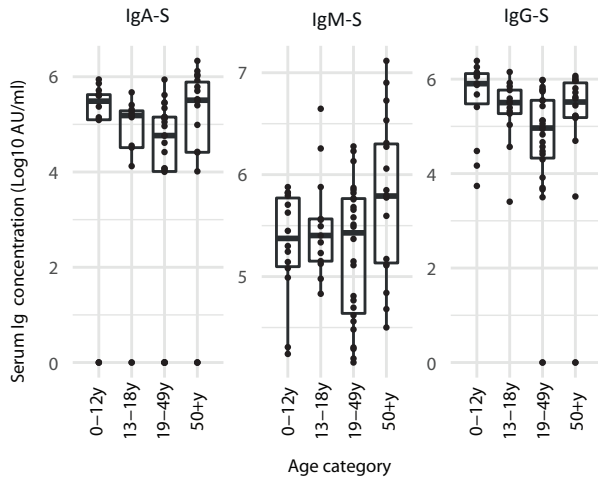 IgA-S
IgM-S
IgG-S
Serum Ig concentration (Log10 AU/ml)
6
4
2
0
7
6
5
6
4
2
0
0–12y
13–18y
19–49y
50+y
0–12y
13–18y
19–49y
50+y
0–12y
13–18y
19–49y
50+y
Age category